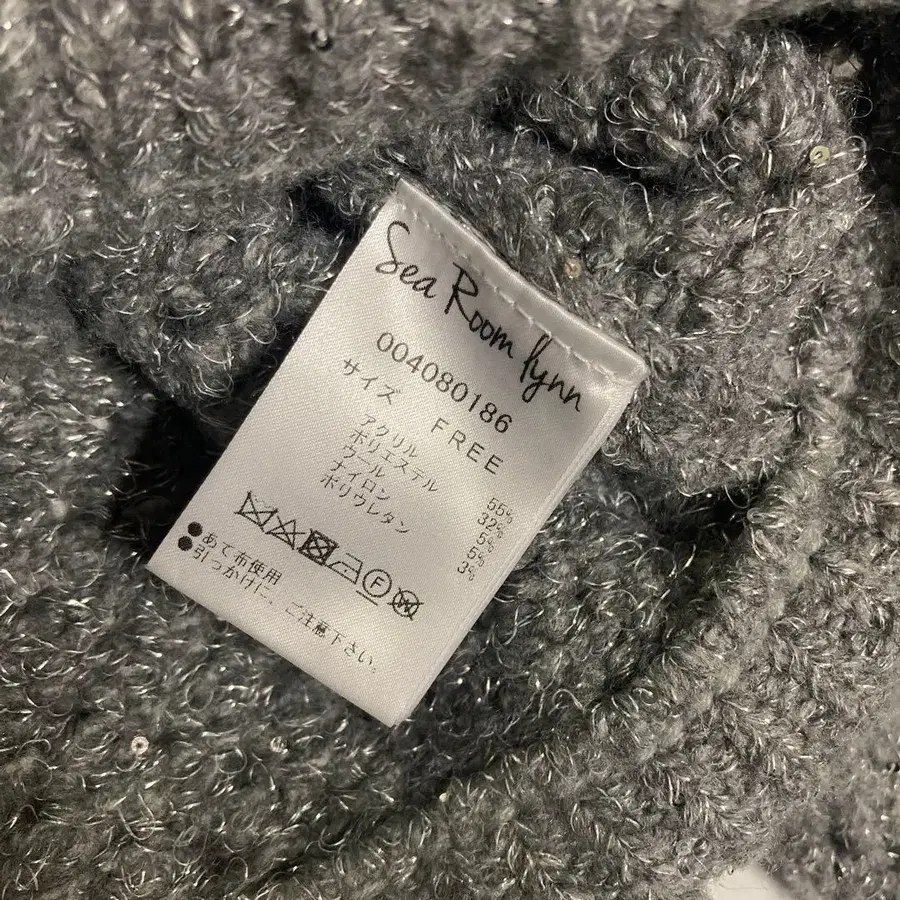 Sea Room lynn
004080186
サイズ FREE
アクリル 55%
ポリエステル 32%
ウール 5%
ナイロン 5%
ポリウレタン 3%
F W
●あて布使用
●引っかけに、ご注意下さい。